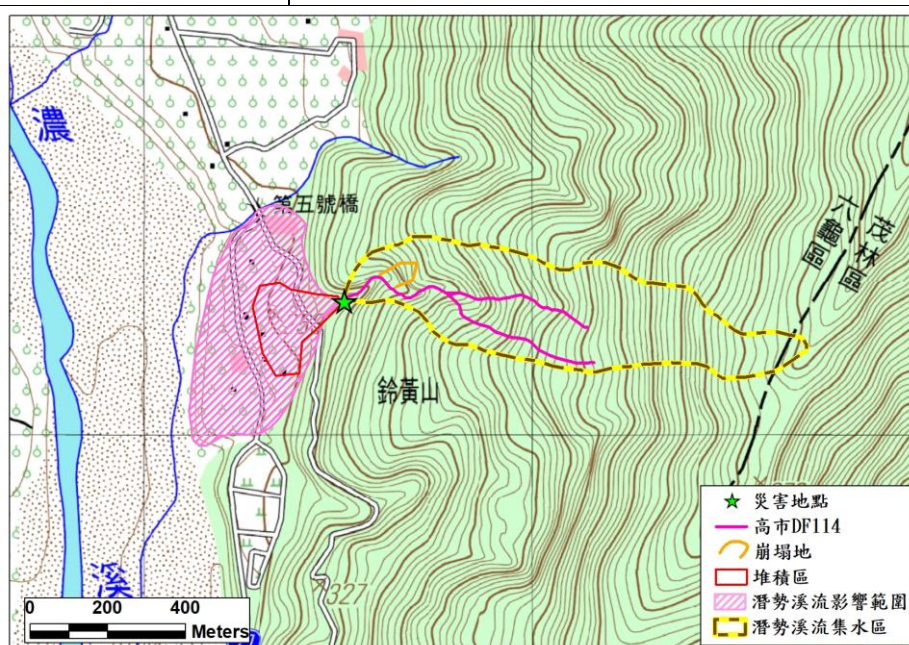 濃
第五號橋
六龜區
茂林區
鈴黃山
溪
327
0 200 400
Meters
災害地點
高市DF114
崩塌地
堆積區
潛勢溪流影響範圍
潛勢溪流集水區